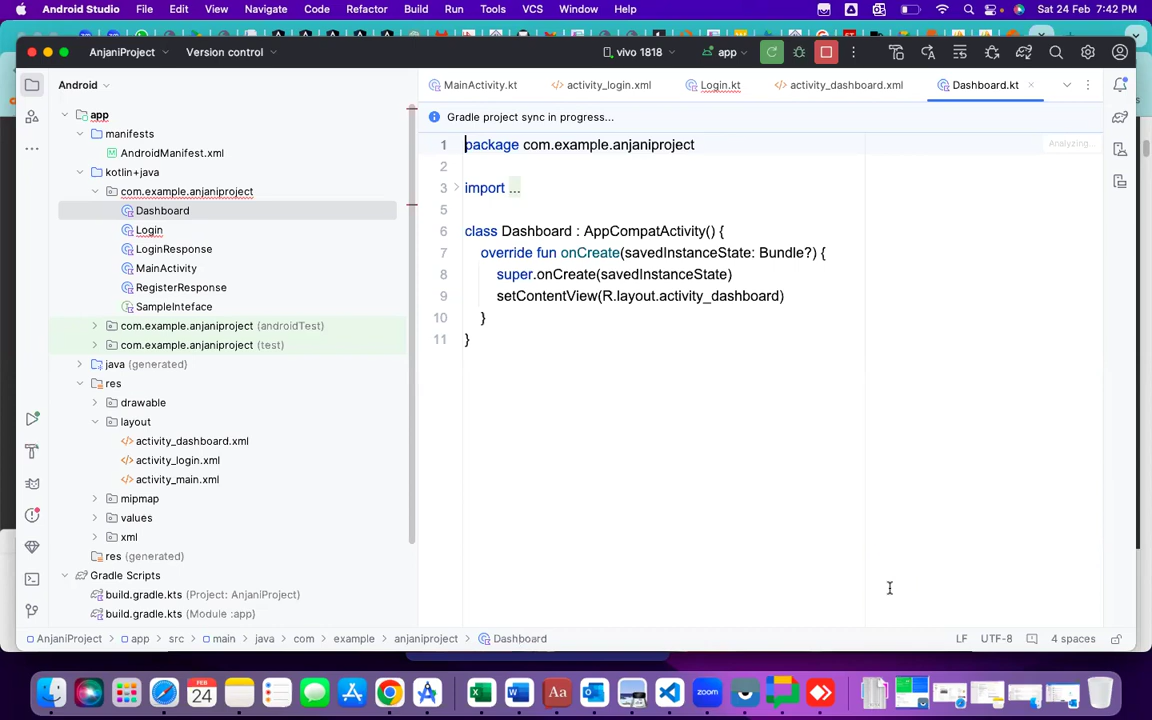 Android Studio File Edit View Navigate Code Refactor Build Run Tools VCS Window Help Sat 24 Feb 7:42 PM
AnjaniProject Version control vivo 1818 app
Android
MainActivity.kt activity_login.xml Login.kt activity_dashboard.xml Dashboard.kt
Gradle project sync in progress...
app
manifests
AndroidManifest.xml
kotlin+java
com.example.anjaniproject
Dashboard
Login
LoginResponse
MainActivity
RegisterResponse
SampleInteface
com.example.anjaniproject (androidTest)
com.example.anjaniproject (test)
java (generated)
res
drawable
layout
activity_dashboard.xml
activity_login.xml
activity_main.xml
mipmap
values
xml
res (generated)
Gradle Scripts
build.gradle.kts (Project: AnjaniProject)
build.gradle.kts (Module :app)
1 package com.example.anjaniproject
Analyzing...
2
3 import ...
5
6 class Dashboard : AppCompatActivity() {
7 override fun onCreate(savedInstanceState: Bundle?) {
8 super.onCreate(savedInstanceState)
9 setContentView(R.layout.activity_dashboard)
10 }
11 }
AnjaniProject app src main java com example anjaniproject Dashboard LF UTF-8 4 spaces
FEB
24
Aa
zoom